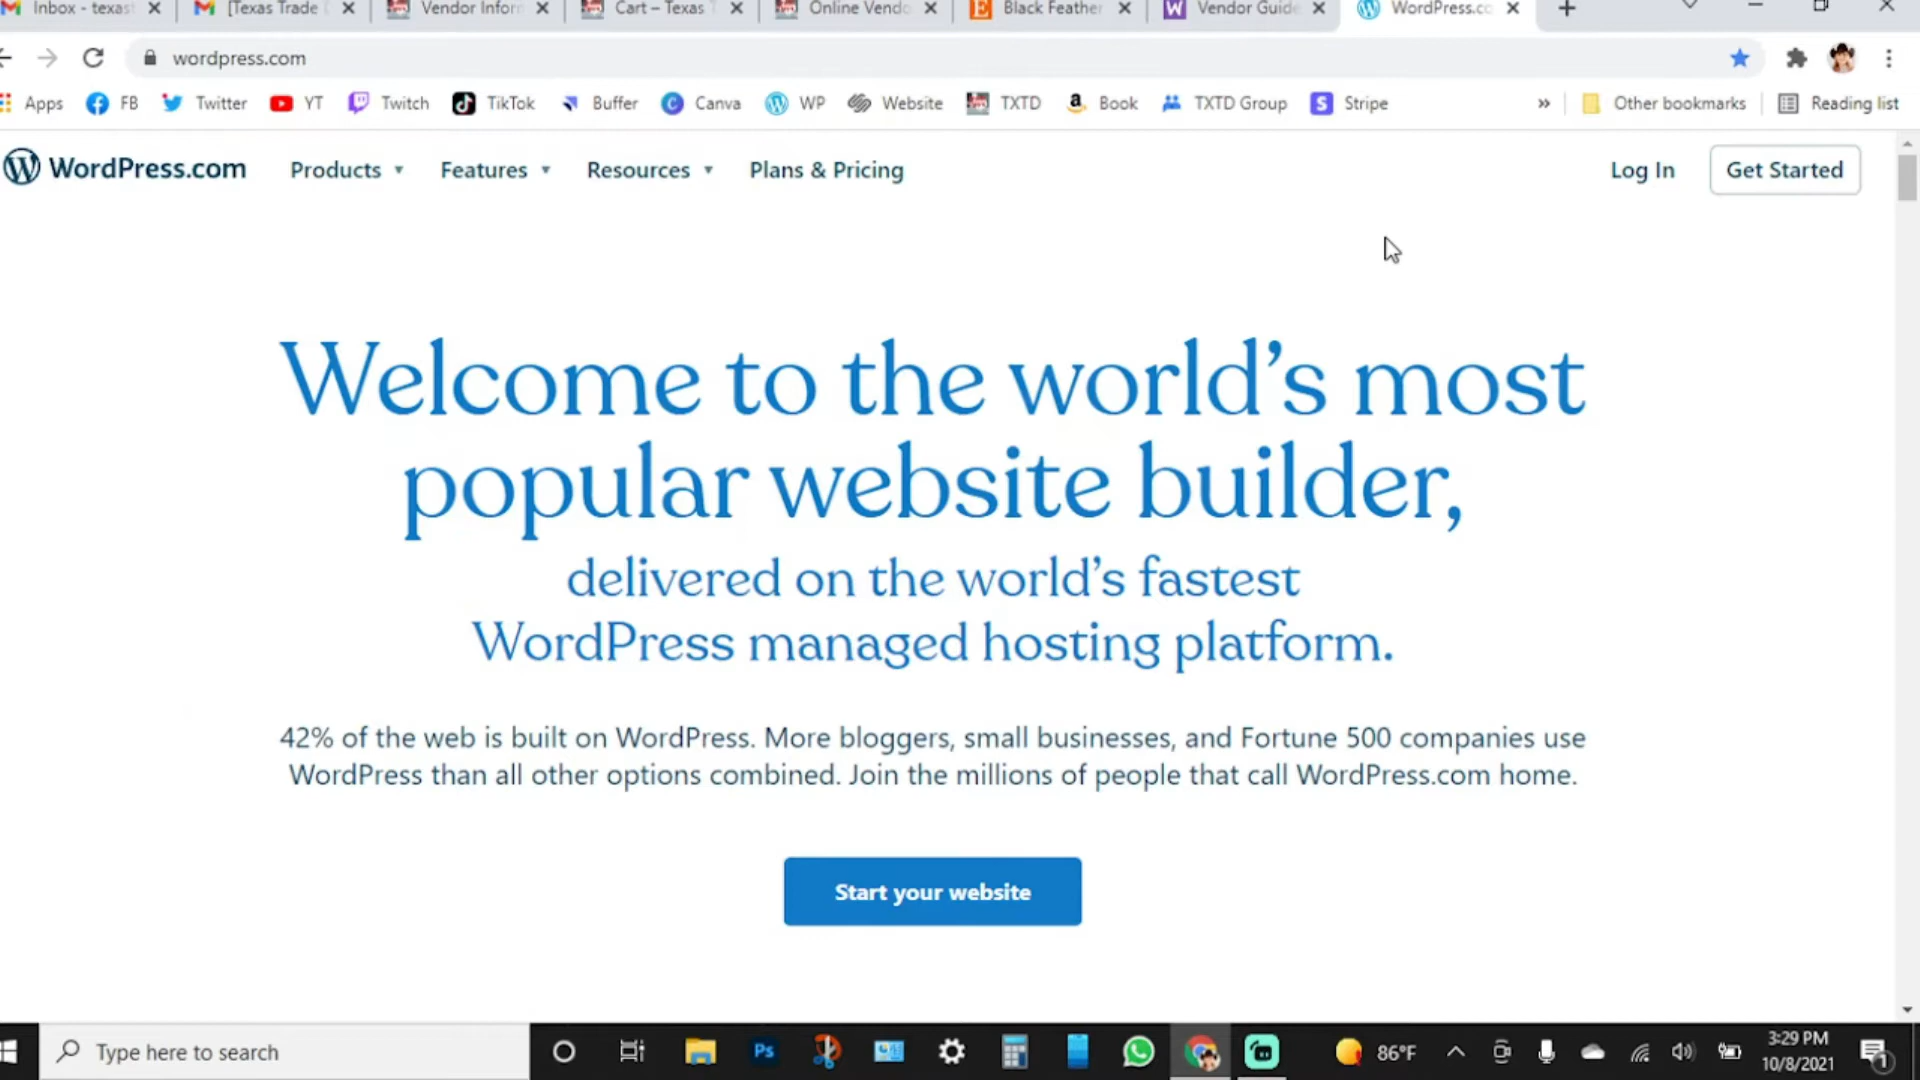 Inbox - texas
[Texas Trade
Vendor Infor
Cart – Texas T
Online Vendo
Black Feather
Vendor Guide
WordPress.co
wordpress.com
Apps
FB
Twitter
YT
Twitch
TikTok
Buffer
Canva
WP
Website
TXTD
Book
TXTD Group
Stripe
»
Other bookmarks
Reading list
WordPress.com
Products
Features
Resources
Plans & Pricing
Log In
Get Started
Welcome to the world’s most
popular website builder,
delivered on the world’s fastest
WordPress managed hosting platform.
42% of the web is built on WordPress. More bloggers, small businesses, and Fortune 500 companies use
WordPress than all other options combined. Join the millions of people that call WordPress.com home.
Start your website
Type here to search
Ps
86°F
3:29 PM
10/8/2021
1